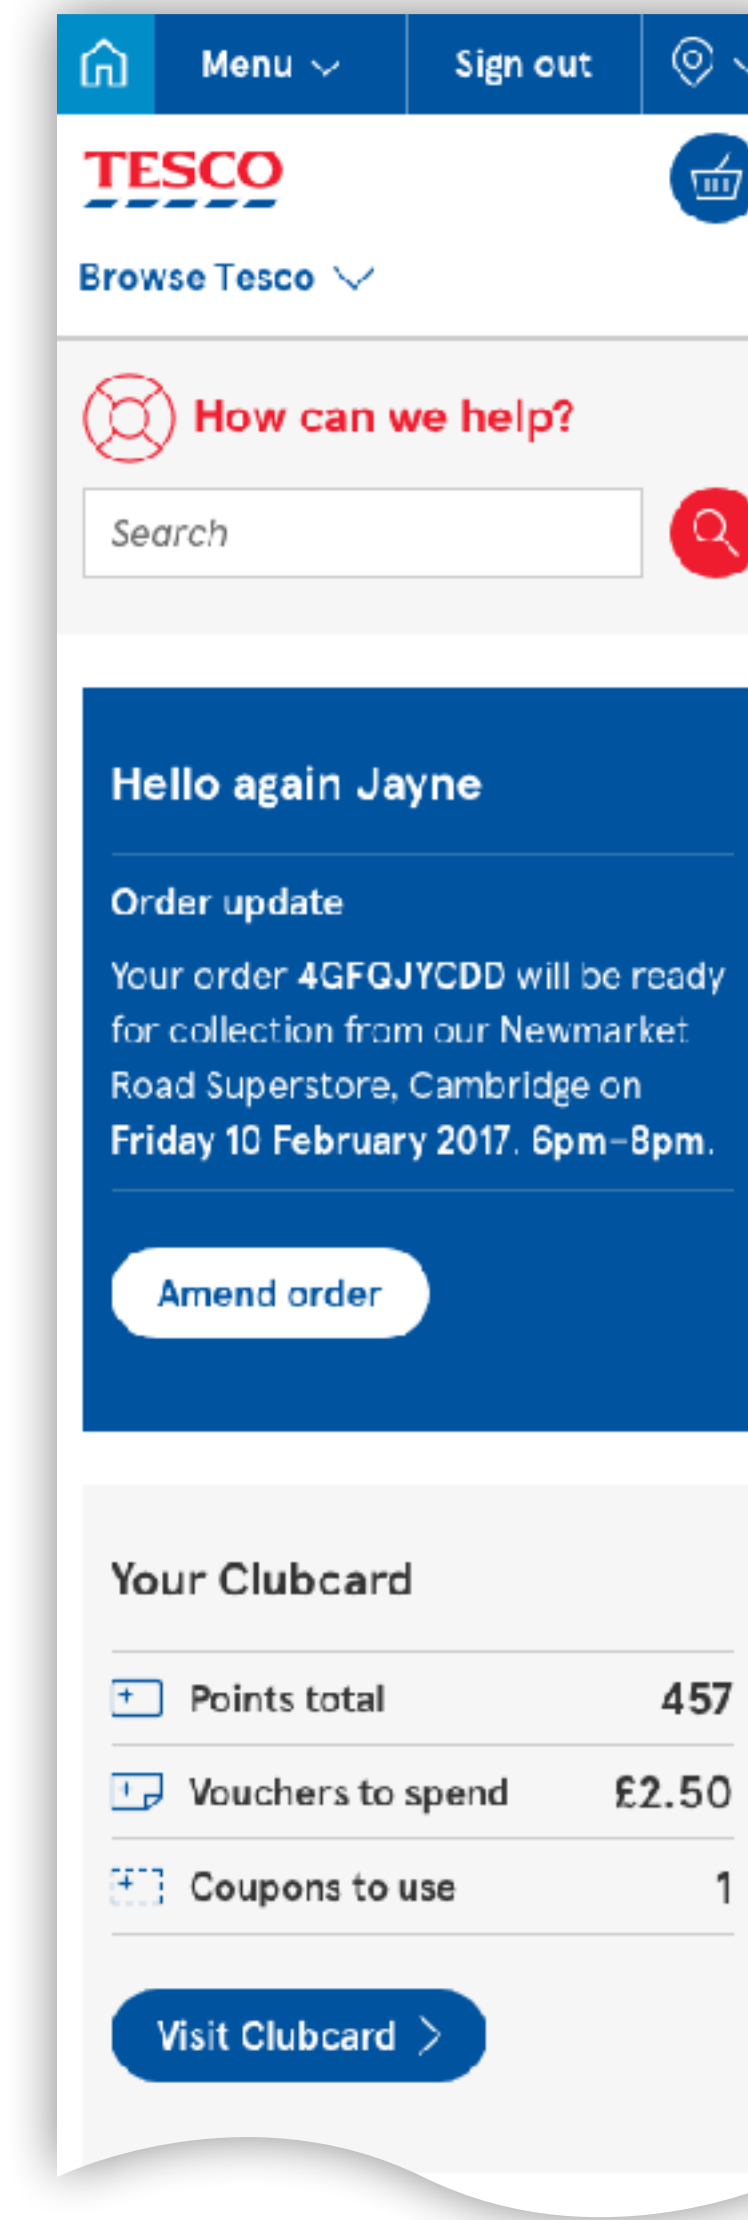 Menu
Sign out
TESCO
Browse Tesco
How can we help?
Search
Hello again Jayne
Order update
Your order 4GFQJYCDD will be ready
for collection from our Newmarket
Road Superstore, Cambridge on
Friday 10 February 2017. 6pm–8pm.
Amend order
Your Clubcard
Points total 457
Vouchers to spend £2.50
Coupons to use 1
Visit Clubcard